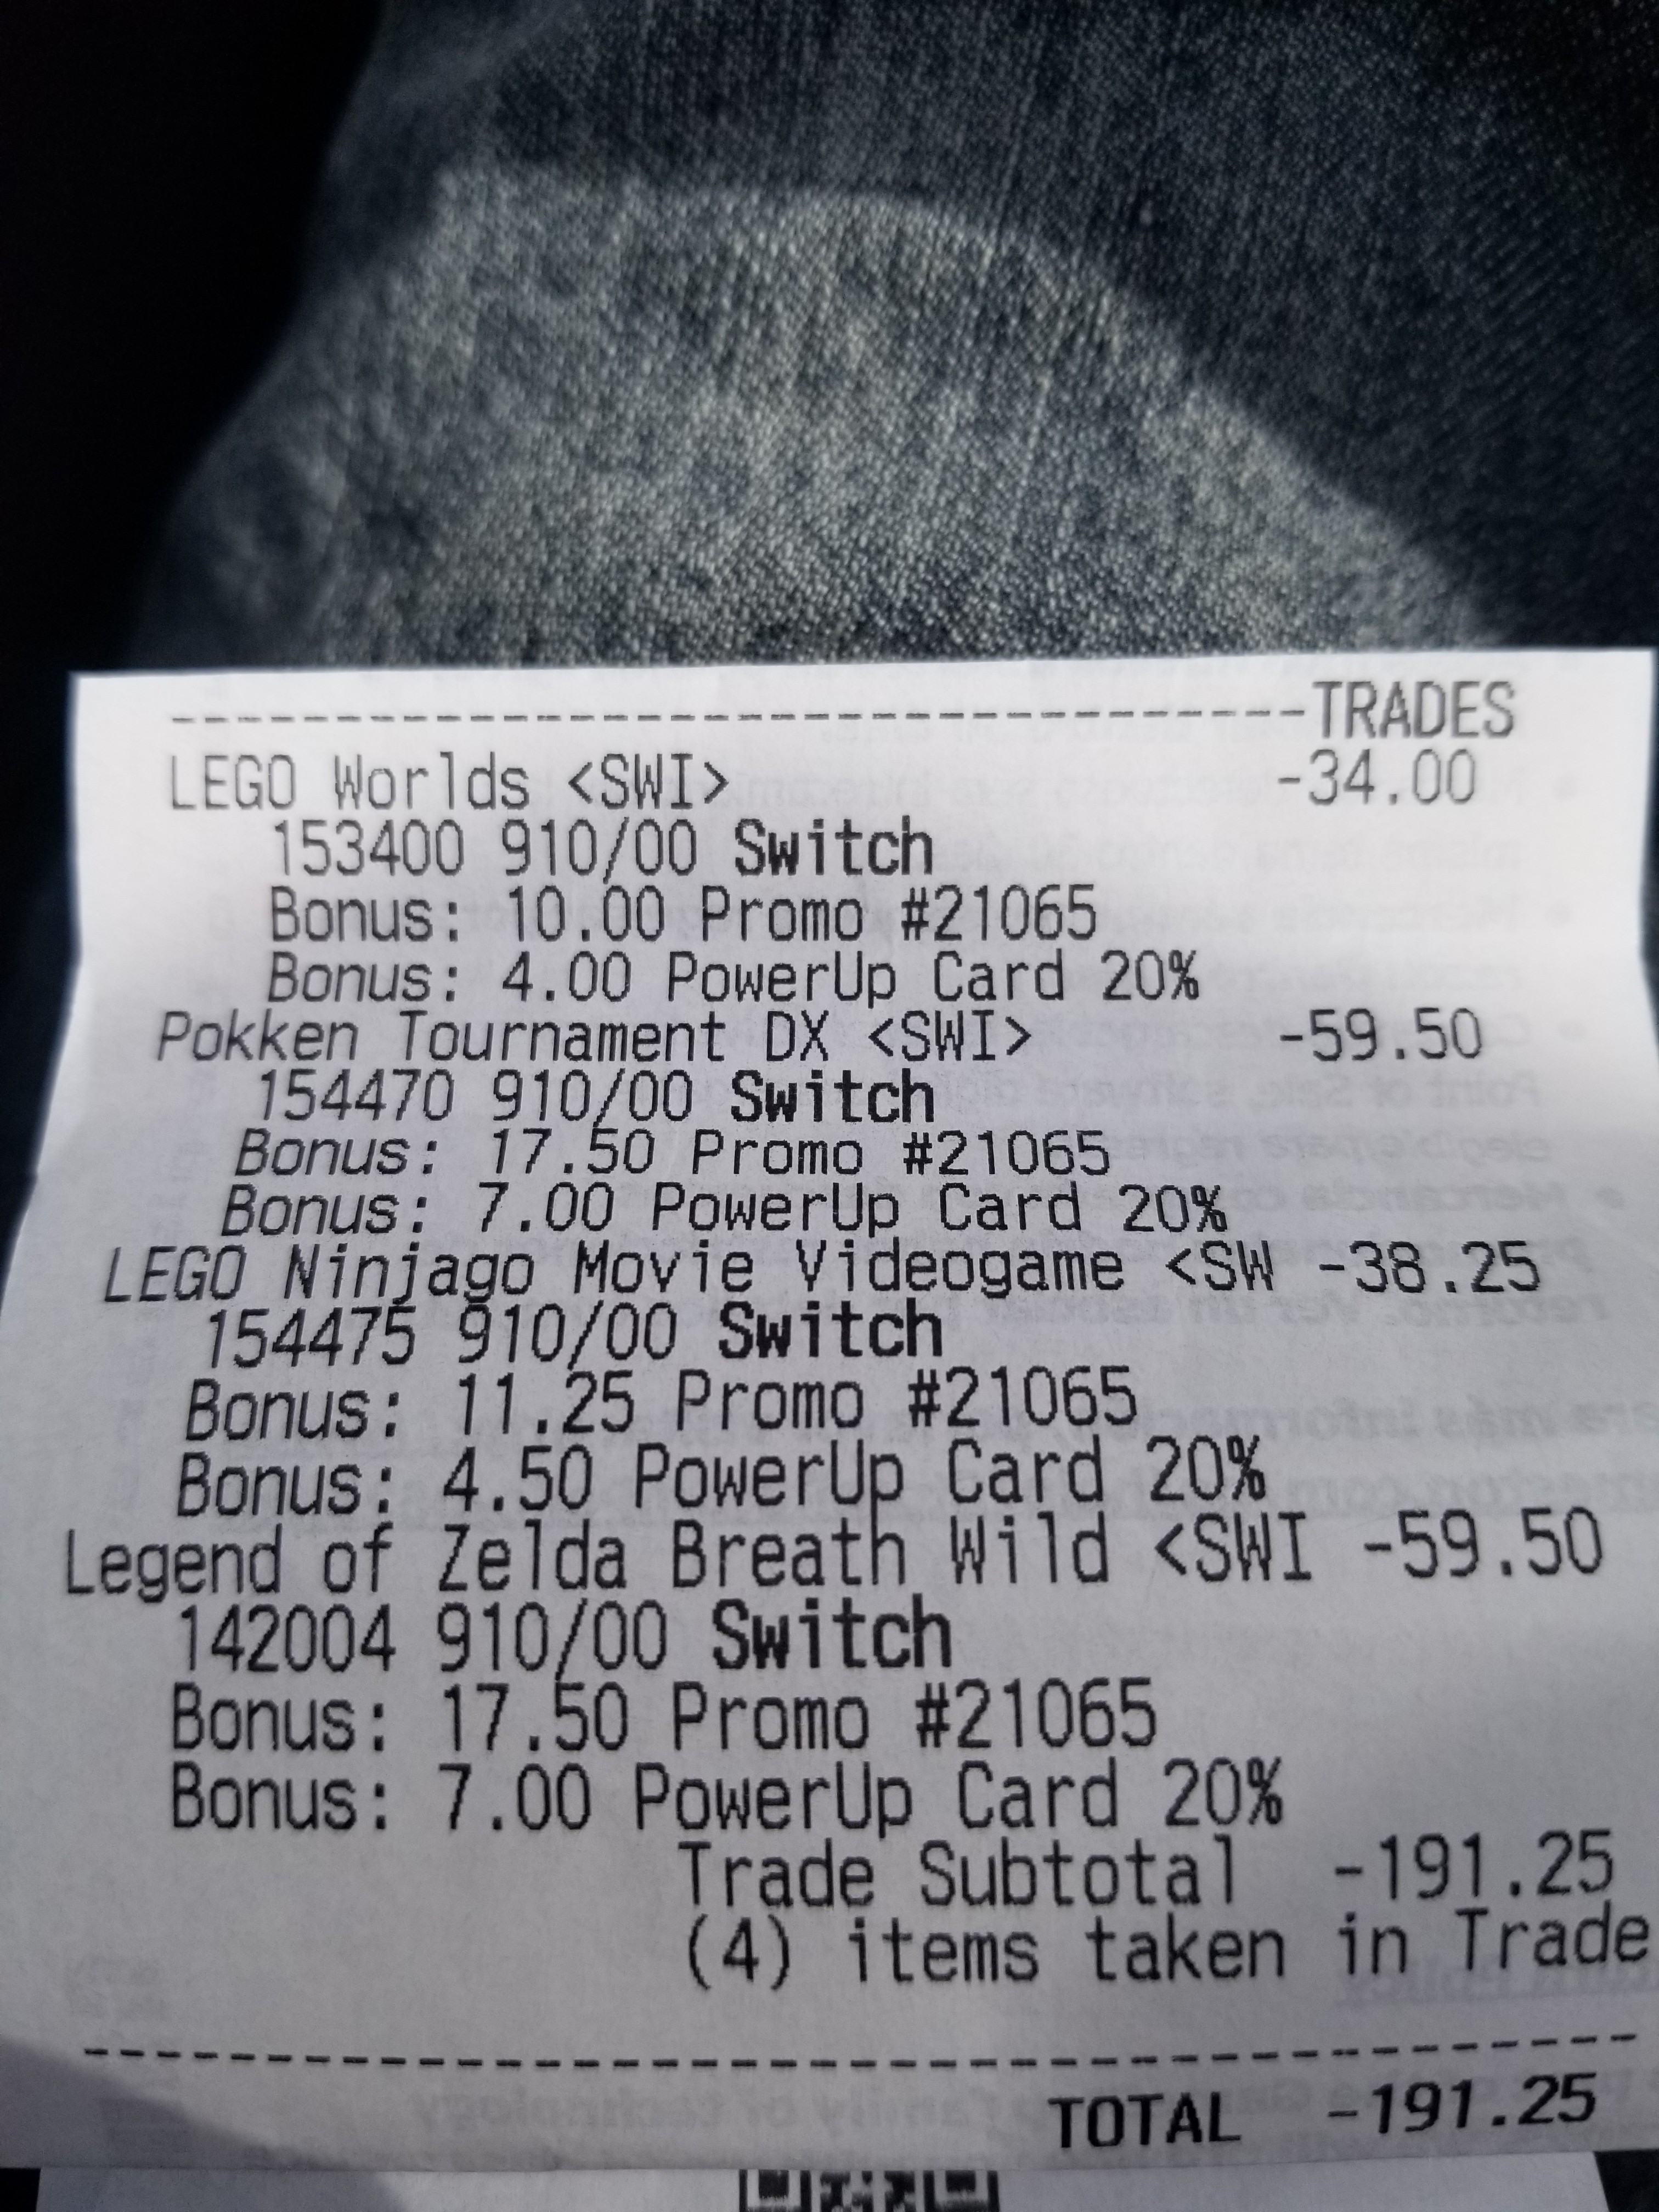 ------------------------------TRADES
LEGO Worlds <SWI> -34.00
153400 910/00 Switch
Bonus: 10.00 Promo #21065
Bonus: 4.00 PowerUp Card 20%
Pokken Tournament DX <SWI> -59.50
154470 910/00 Switch
Bonus: 17.50 Promo #21065
Bonus: 7.00 PowerUp Card 20%
LEGO Ninjago Movie Videogame <SW -38.25
154475 910/00 Switch
Bonus: 11.25 Promo #21065
Bonus: 4.50 PowerUp Card 20%
Legend of Zelda Breath Wild <SWI -59.50
142004 910/00 Switch
Bonus: 17.50 Promo #21065
Bonus: 7.00 PowerUp Card 20%
Trade Subtotal -191.25
(4) items taken in Trade
------------------------------------
TOTAL -191.25